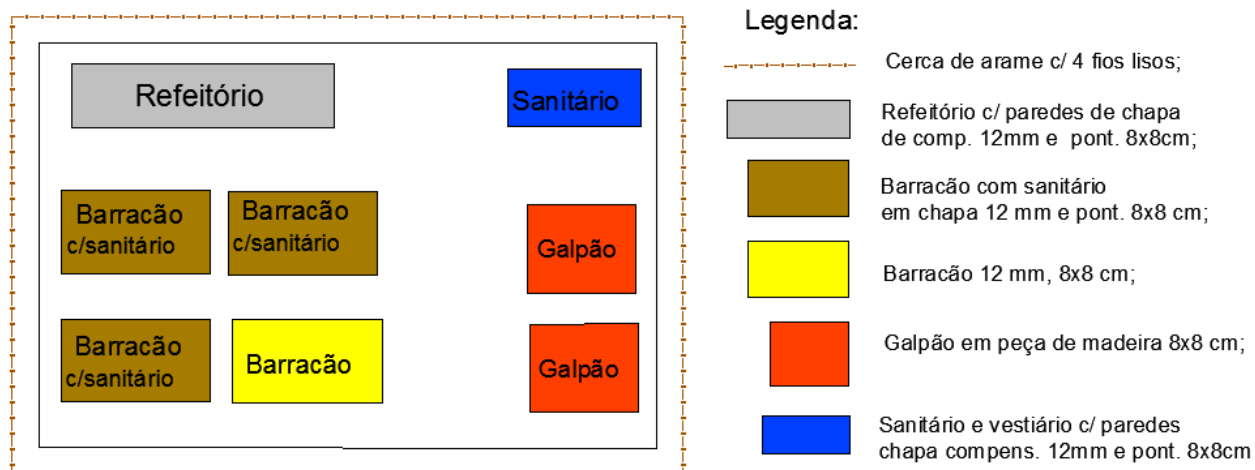 Legenda:
Refeitório
Sanitário
Barracão
c/sanitário
Barracão
c/sanitário
Galpão
Barracão
c/sanitário
Barracão
Galpão
Cerca de arame c/ 4 fios lisos;
Refeitório c/ paredes de chapa
de comp. 12mm e pont. 8x8cm;
Barracão com sanitário
em chapa 12 mm e pont. 8x8 cm;
Barracão 12 mm, 8x8 cm;
Galpão em peça de madeira 8x8 cm;
Sanitário e vestiário c/ paredes
chapa compens. 12mm e pont. 8x8cm